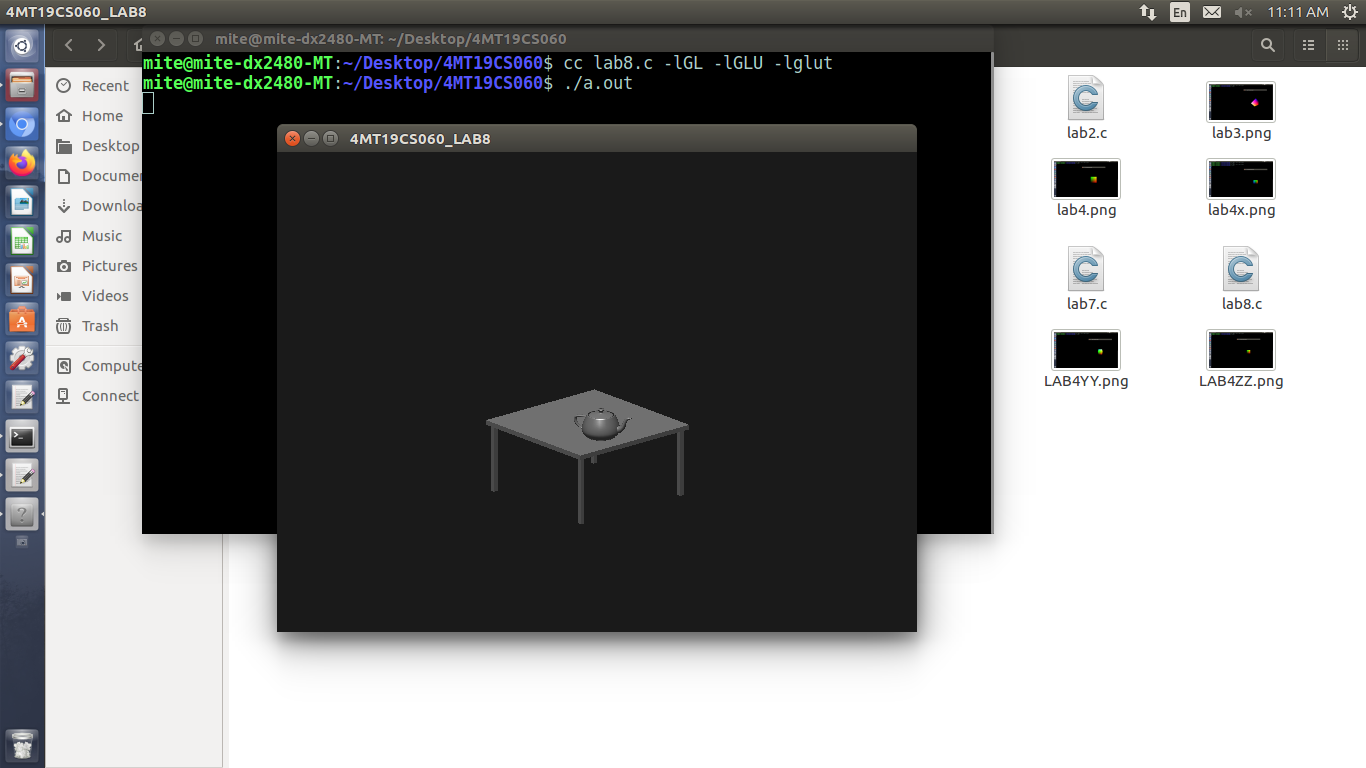 4MT19CS060_LAB8
En
11:11 AM
mite@mite-dx2480-MT: ~/Desktop/4MT19CS060
mite@mite-dx2480-MT:~/Desktop/4MT19CS060$ cc lab8.c -lGL -lGLU -lglut
mite@mite-dx2480-MT:~/Desktop/4MT19CS060$ ./a.out
4MT19CS060_LAB8
Recent
Home
Desktop
Docume
Downloa
Music
Pictures
Videos
Trash
Compute
Connect
lab2.c
lab3.png
lab4.png
lab4x.png
lab7.c
lab8.c
LAB4YY.png
LAB4ZZ.png